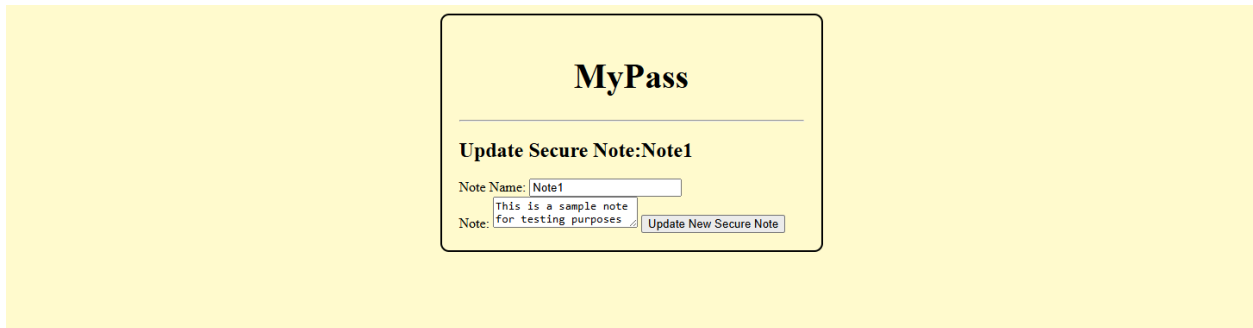 MyPass
Update Secure Note:Note1
Note Name: Note1
Note: This is a sample note
for testing purposes
Update New Secure Note